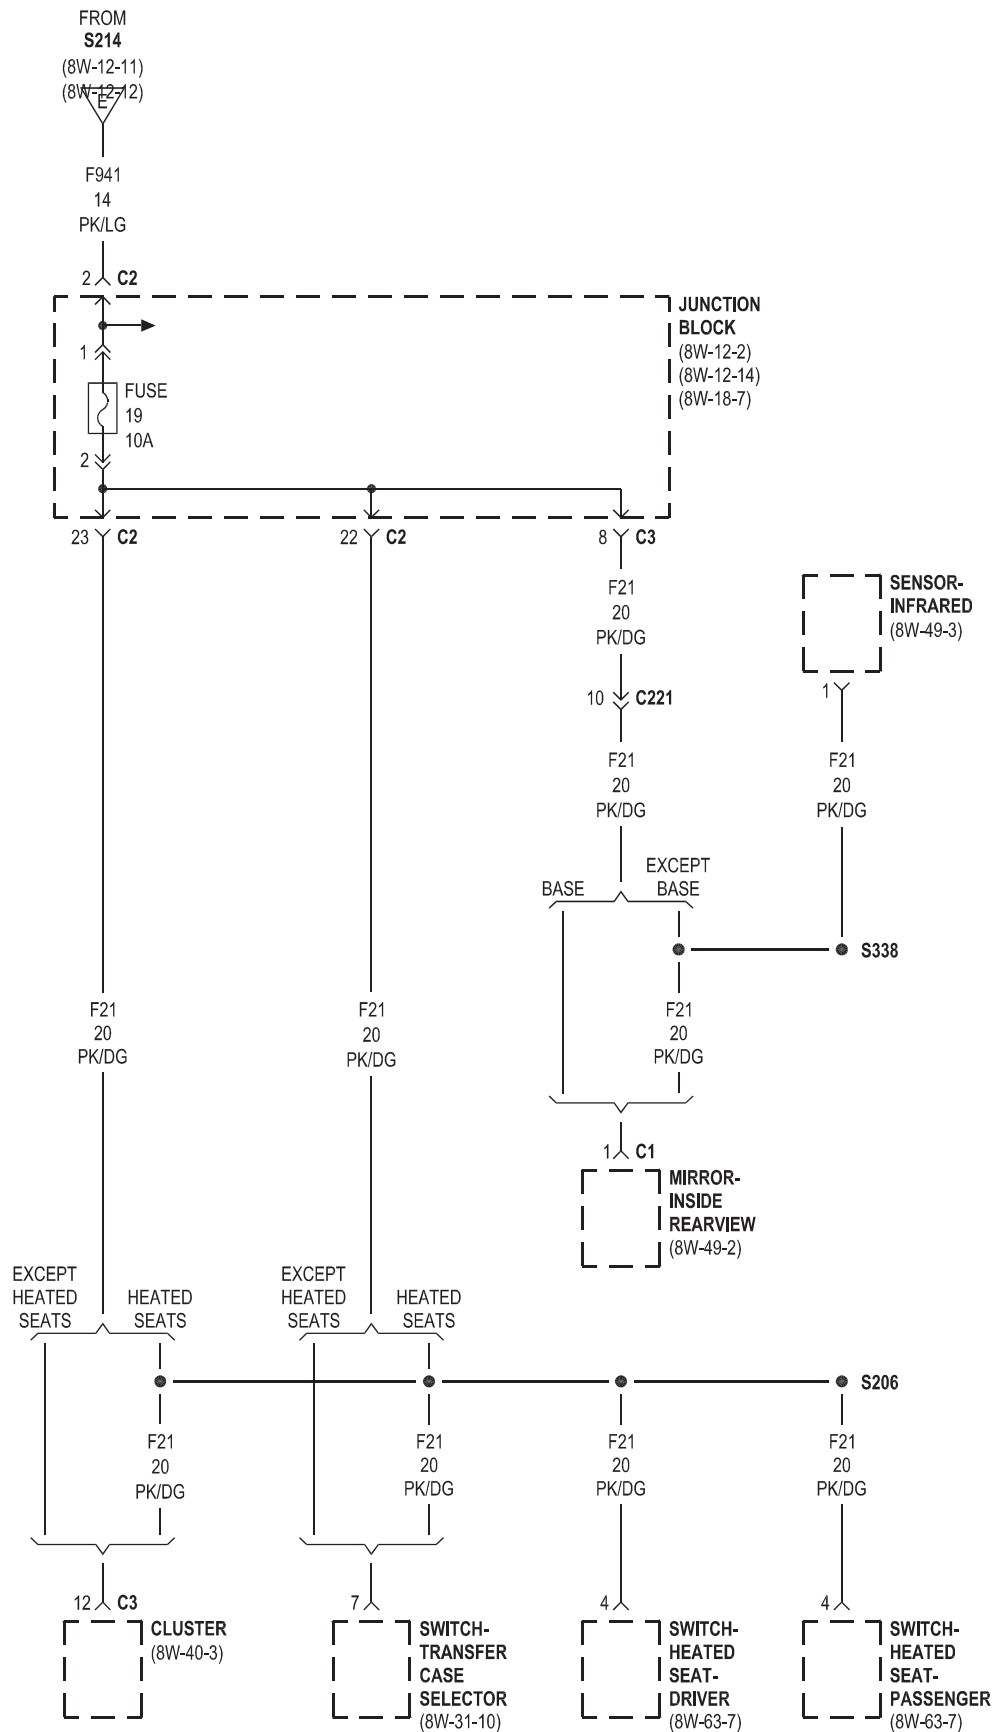 FROM
S214
(8W-12-11)
(8W-12-12)
E
F941
14
PK/LG
2 C2
JUNCTION
BLOCK
(8W-12-2)
(8W-12-14)
(8W-18-7)
1
FUSE
19
10A
2
23 C2
22 C2
8 C3
F21
20
PK/DG
SENSOR-
INFRARED
(8W-49-3)
10 C221
1
F21
20
PK/DG
F21
20
PK/DG
BASE
EXCEPT
BASE
S338
F21
20
PK/DG
F21
20
PK/DG
F21
20
PK/DG
1 C1
MIRROR-
INSIDE
REARVIEW
(8W-49-2)
EXCEPT
HEATED
SEATS
HEATED
SEATS
EXCEPT
HEATED
SEATS
HEATED
SEATS
S206
F21
20
PK/DG
F21
20
PK/DG
F21
20
PK/DG
F21
20
PK/DG
12 C3
7
4
4
CLUSTER
(8W-40-3)
SWITCH-
TRANSFER
CASE
SELECTOR
(8W-31-10)
SWITCH-
HEATED
SEAT-
DRIVER
(8W-63-7)
SWITCH-
HEATED
SEAT-
PASSENGER
(8W-63-7)